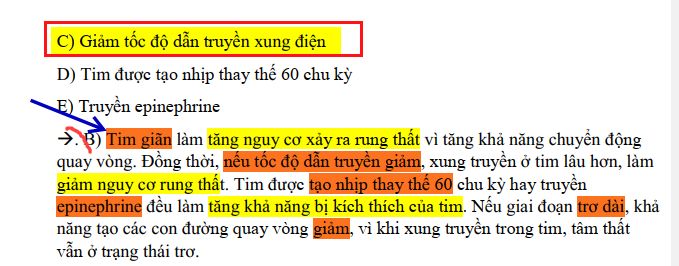 C) Giảm tốc độ dẫn truyền xung điện
D) Tim được tạo nhịp thay thế 60 chu kỳ
E) Truyền epinephrine
→. B) Tim giãn làm tăng nguy cơ xảy ra rung thất vì tăng khả năng chuyển động
quay vòng. Đồng thời, nếu tốc độ dẫn truyền giảm, xung truyền ở tim lâu hơn, làm
giảm nguy cơ rung thất. Tim được tạo nhịp thay thế 60 chu kỳ hay truyền
epinephrine đều làm tăng khả năng bị kích thích của tim. Nếu giai đoạn trơ dài, khả
năng tạo các con đường quay vòng giảm, vì khi xung truyền trong tim, tâm thất
vẫn ở trạng thái trơ.